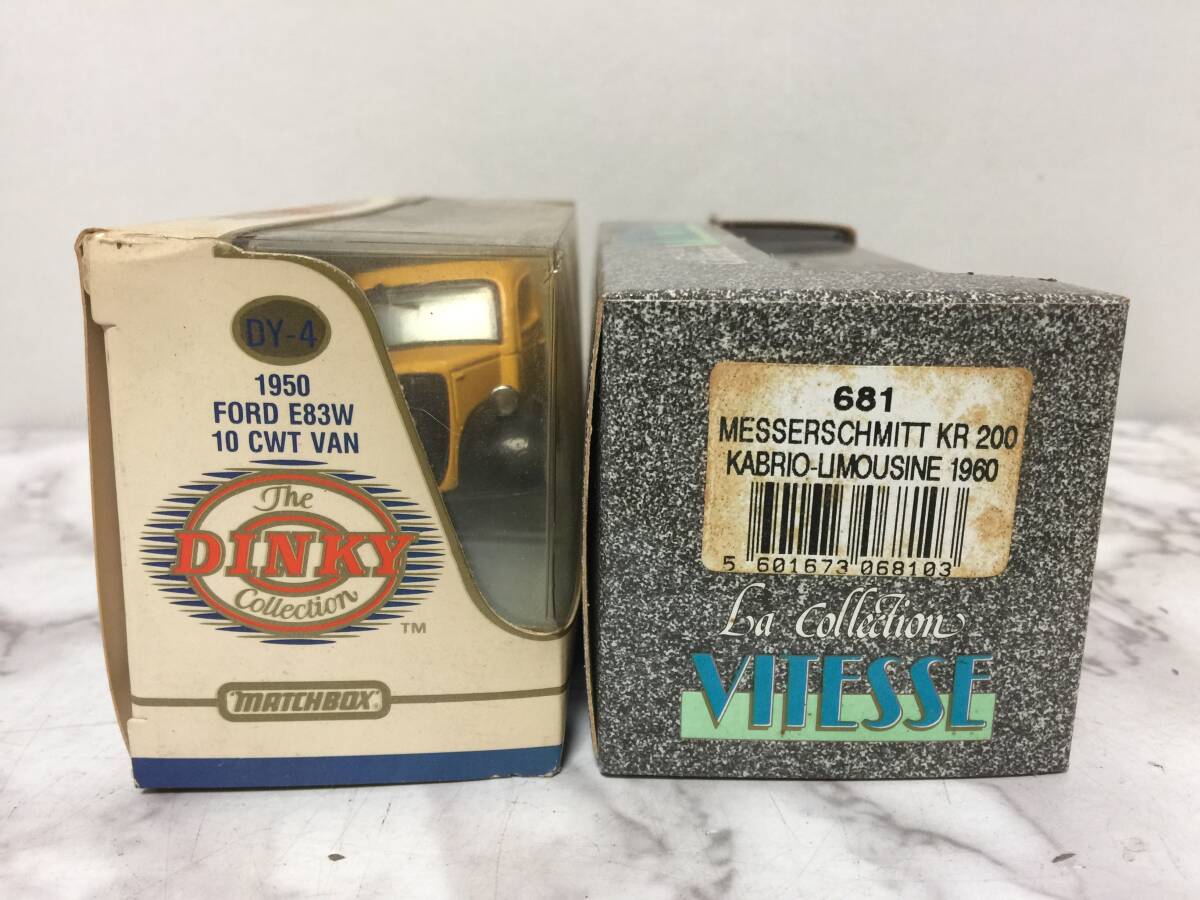 DY-4
1950
FORD E83W
10 CWT VAN
The
DINKY
Collection
TM
MATCHBOX®
681
MESSERSCHMITT KR 200
KABRIO-LIMOUSINE 1960
5 601673 068103
La Collection
VITESSE